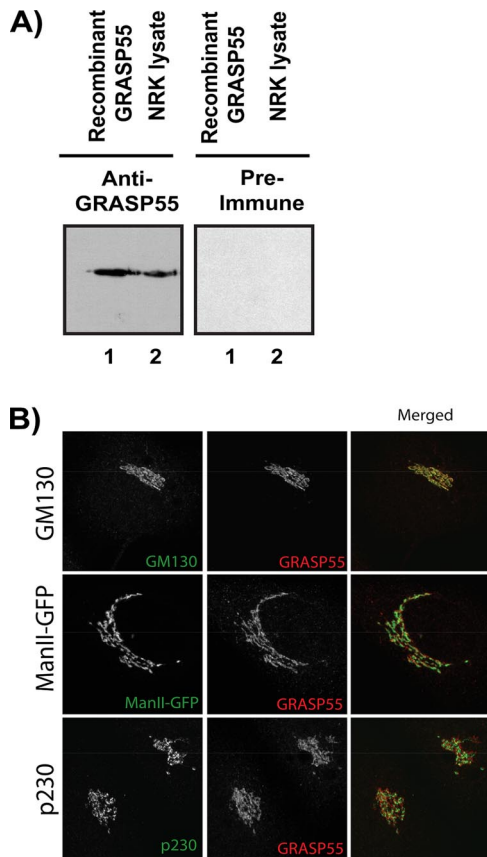 A)
Recombinant
GRASP55
NRK lysate
Recombinant
GRASP55
NRK lysate
Anti-
GRASP55
Pre-
Immune
1 2
1 2
B)
Merged
GM130
GM130
GRASP55
ManII-GFP
ManII-GFP
GRASP55
p230
p230
GRASP55